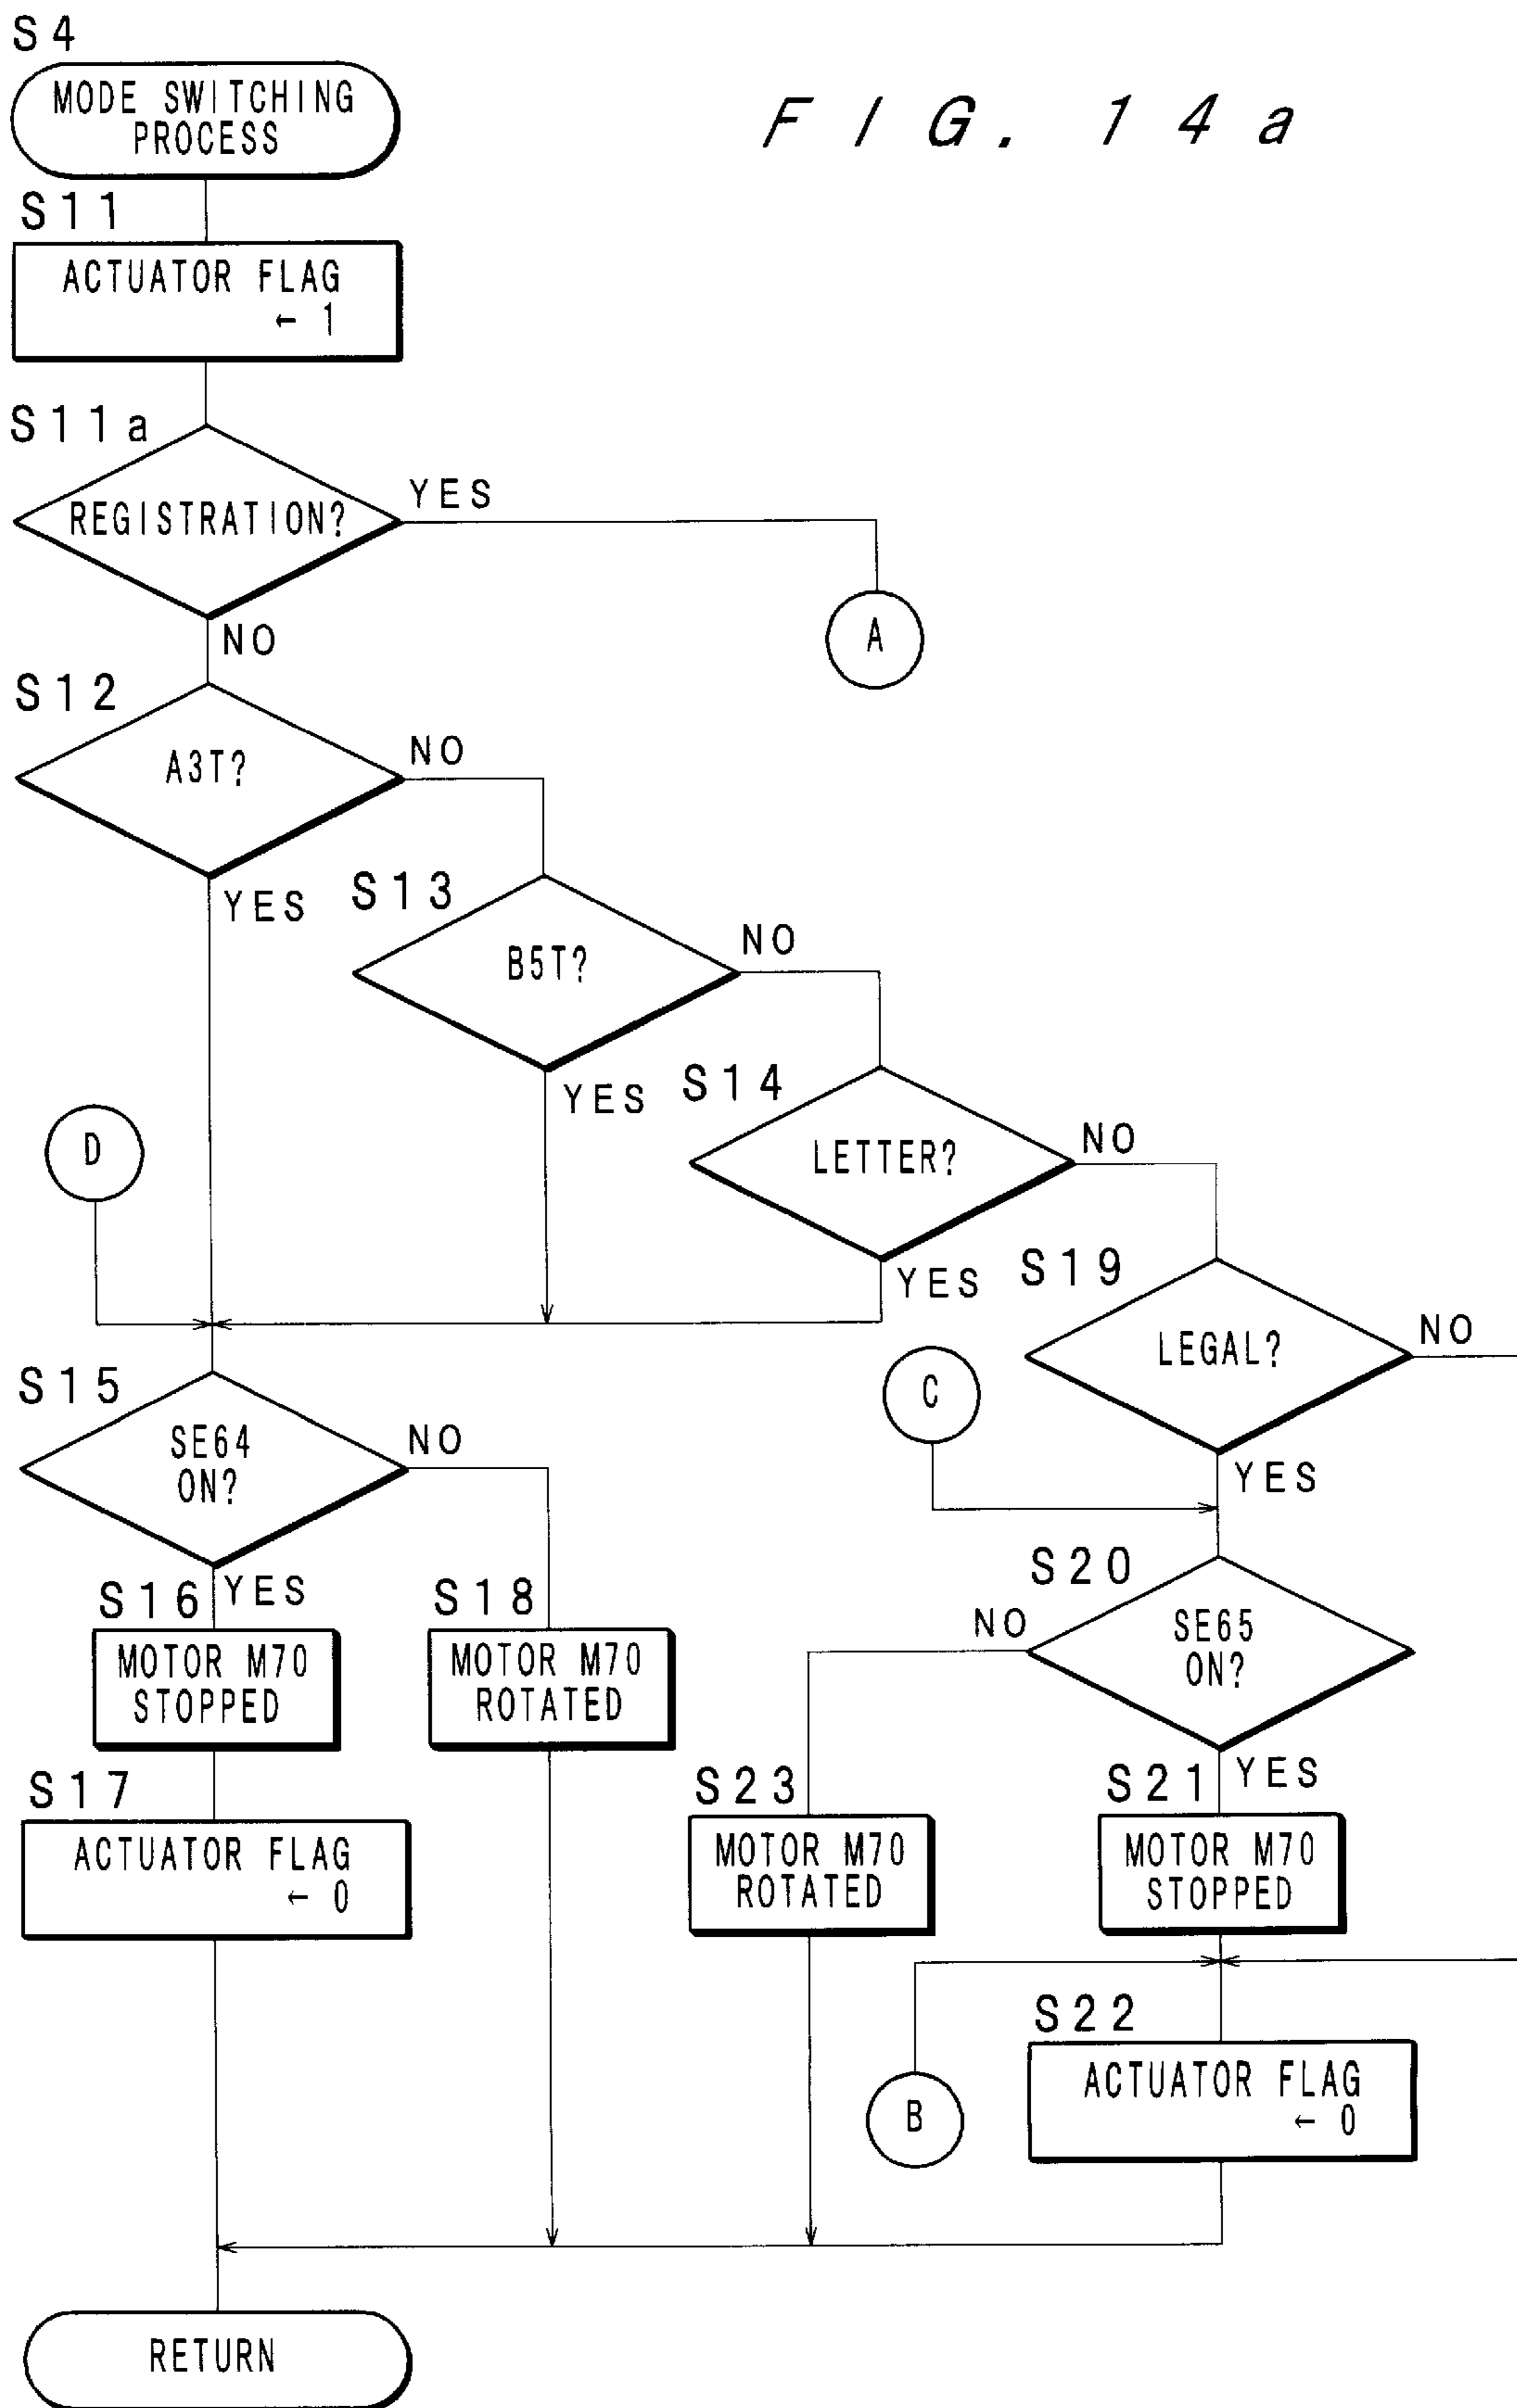 S4
MODE SWITCHING
PROCESS
FIG. 14a
S11
ACTUATOR FLAG
← 1
S11a
REGISTRATION?
YES
A
NO
S12
A3T?
NO
YES
S13
B5T?
NO
YES
S14
LETTER?
NO
YES
D
S19
LEGAL?
NO
YES
C
S15
SE64
ON?
NO
YES
S16
MOTOR M70
STOPPED
S18
MOTOR M70
ROTATED
S20
SE65
ON?
NO
YES
S17
ACTUATOR FLAG
← 0
S23
MOTOR M70
ROTATED
S21
MOTOR M70
STOPPED
B
S22
ACTUATOR FLAG
← 0
RETURN